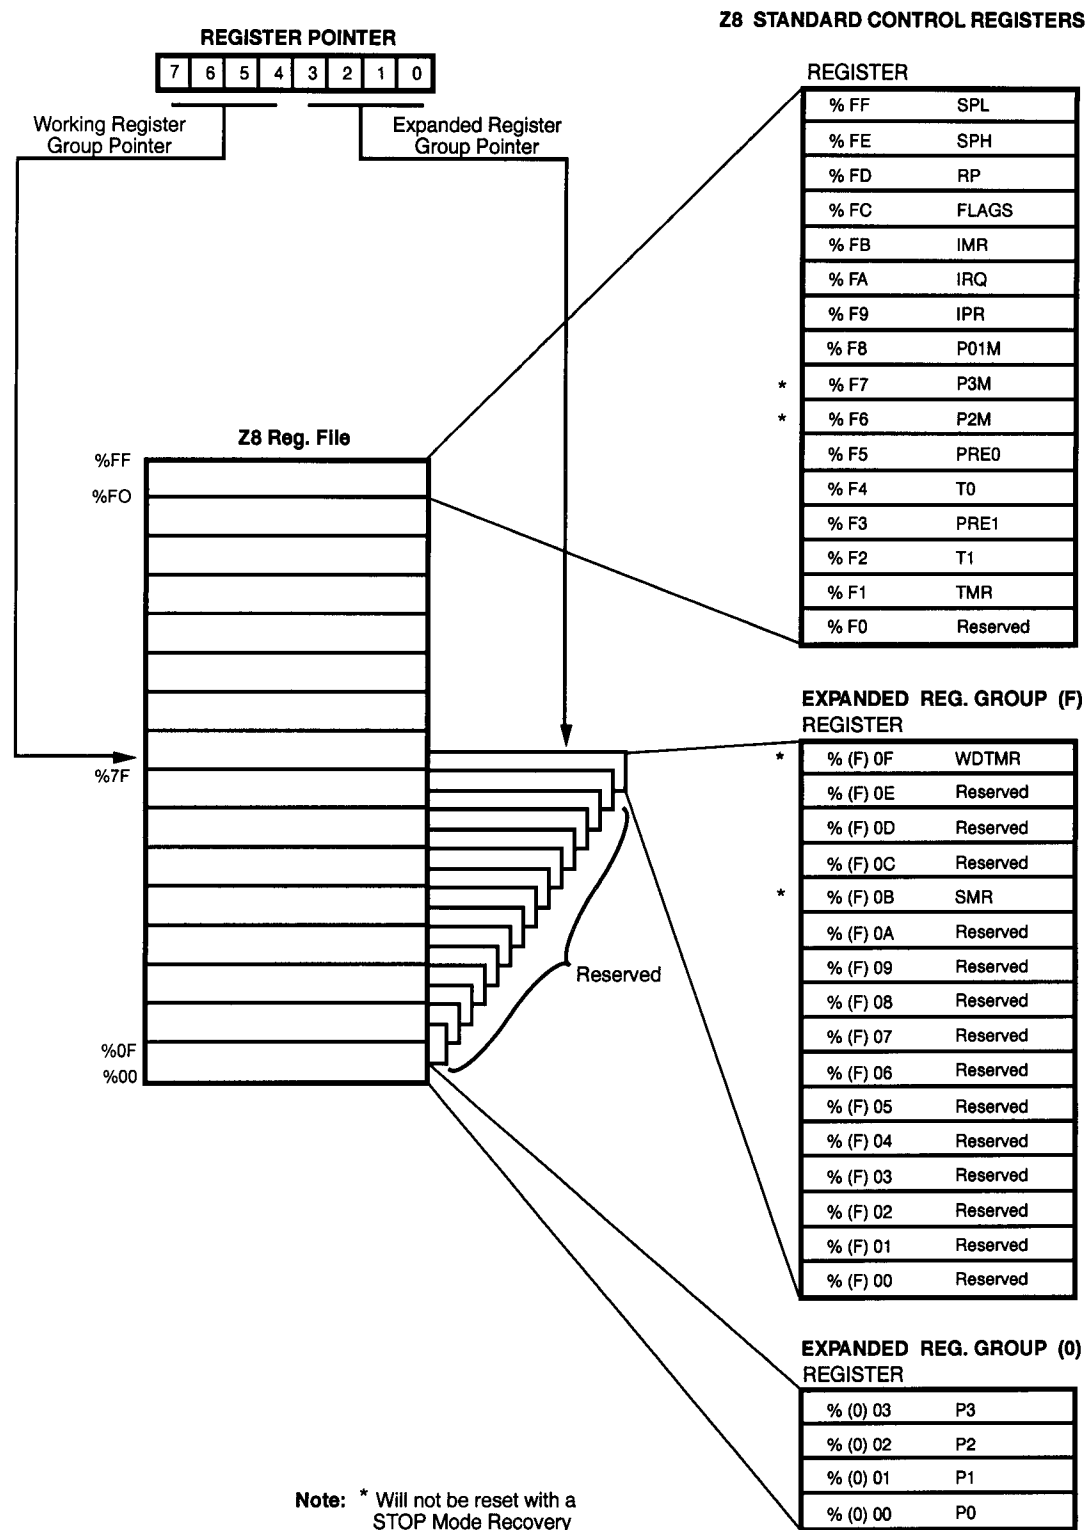 Z8 STANDARD CONTROL REGISTERS
REGISTER POINTER
7 6 5 4 3 2 1 0
Working Register
Group Pointer
Expanded Register
Group Pointer
REGISTER
% FF SPL
% FE SPH
% FD RP
% FC FLAGS
% FB IMR
% FA IRQ
% F9 IPR
% F8 P01M
* % F7 P3M
* % F6 P2M
% F5 PRE0
% F4 T0
% F3 PRE1
% F2 T1
% F1 TMR
% F0 Reserved
Z8 Reg. File
%FF
%FO
%7F
%0F
%00
Reserved
EXPANDED REG. GROUP (F)
REGISTER
* % (F) 0F WDTMR
% (F) 0E Reserved
% (F) 0D Reserved
% (F) 0C Reserved
* % (F) 0B SMR
% (F) 0A Reserved
% (F) 09 Reserved
% (F) 08 Reserved
% (F) 07 Reserved
% (F) 06 Reserved
% (F) 05 Reserved
% (F) 04 Reserved
% (F) 03 Reserved
% (F) 02 Reserved
% (F) 01 Reserved
% (F) 00 Reserved
EXPANDED REG. GROUP (0)
REGISTER
% (0) 03 P3
% (0) 02 P2
% (0) 01 P1
% (0) 00 P0
Note: * Will not be reset with a
STOP Mode Recovery